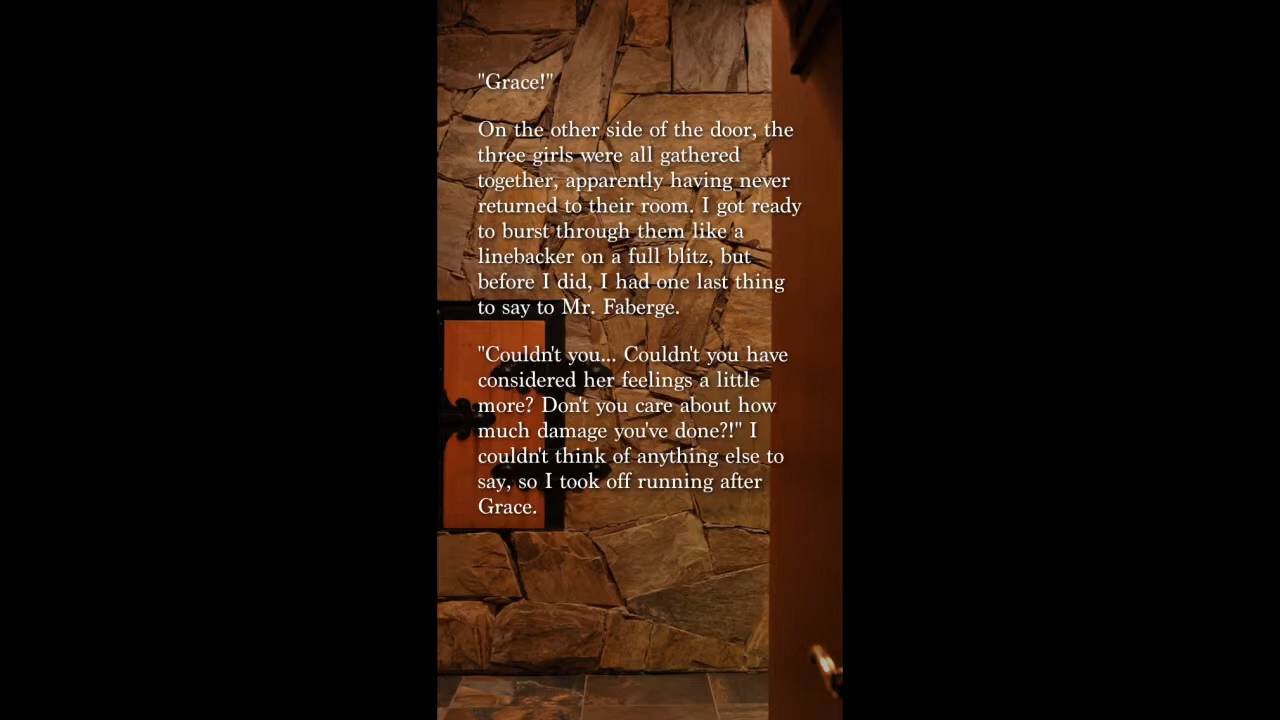 "Grace!"
On the other side of the door, the
three girls were all gathered
together, apparently having never
returned to their room. I got ready
to burst through them like a
linebacker on a full blitz, but
before I did, I had one last thing
to say to Mr. Faberge.
"Couldn't you... Couldn't you have
considered her feelings a little
more? Don't you care about how
much damage you've done?!" I
couldn't think of anything else to
say, so I took off running after
Grace.